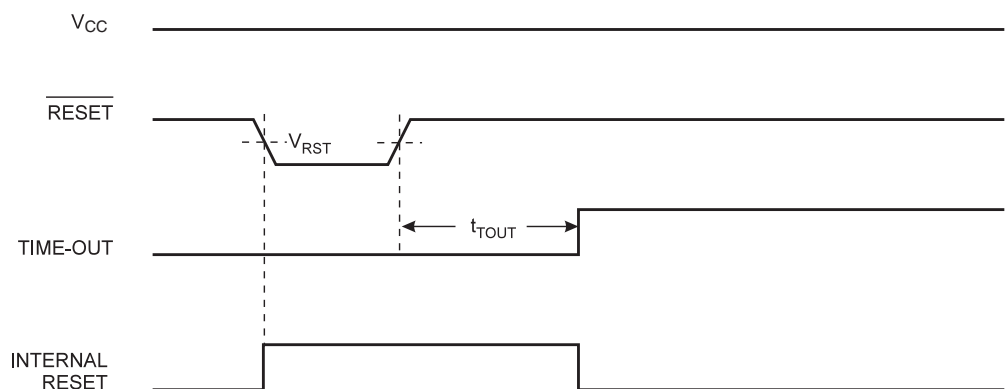 VCC
RESET
VRST
tTOUT
TIME-OUT
INTERNAL
RESET